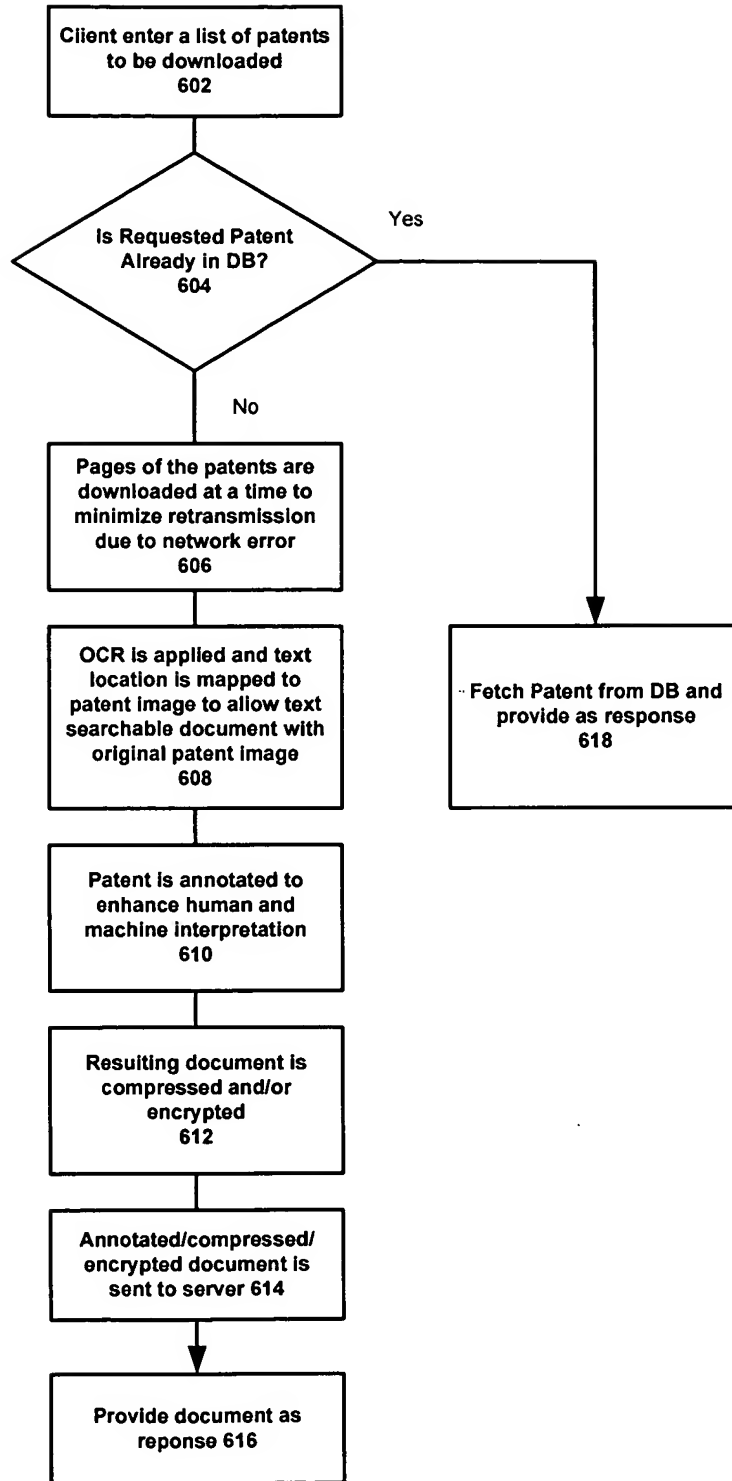 Client enter a list of patents
to be downloaded
602
Is Requested Patent
Already in DB?
604
Yes
No
Pages of the patents are
downloaded at a time to
minimize retransmission
due to network error
606
OCR is applied and text
location is mapped to
patent image to allow text
searchable document with
original patent image
608
Fetch Patent from DB and
provide as response
618
Patent is annotated to
enhance human and
machine interpretation
610
Resulting document is
compressed and/or
encrypted
612
Annotated/compressed/
encrypted document is
sent to server 614
Provide document as
reponse 616